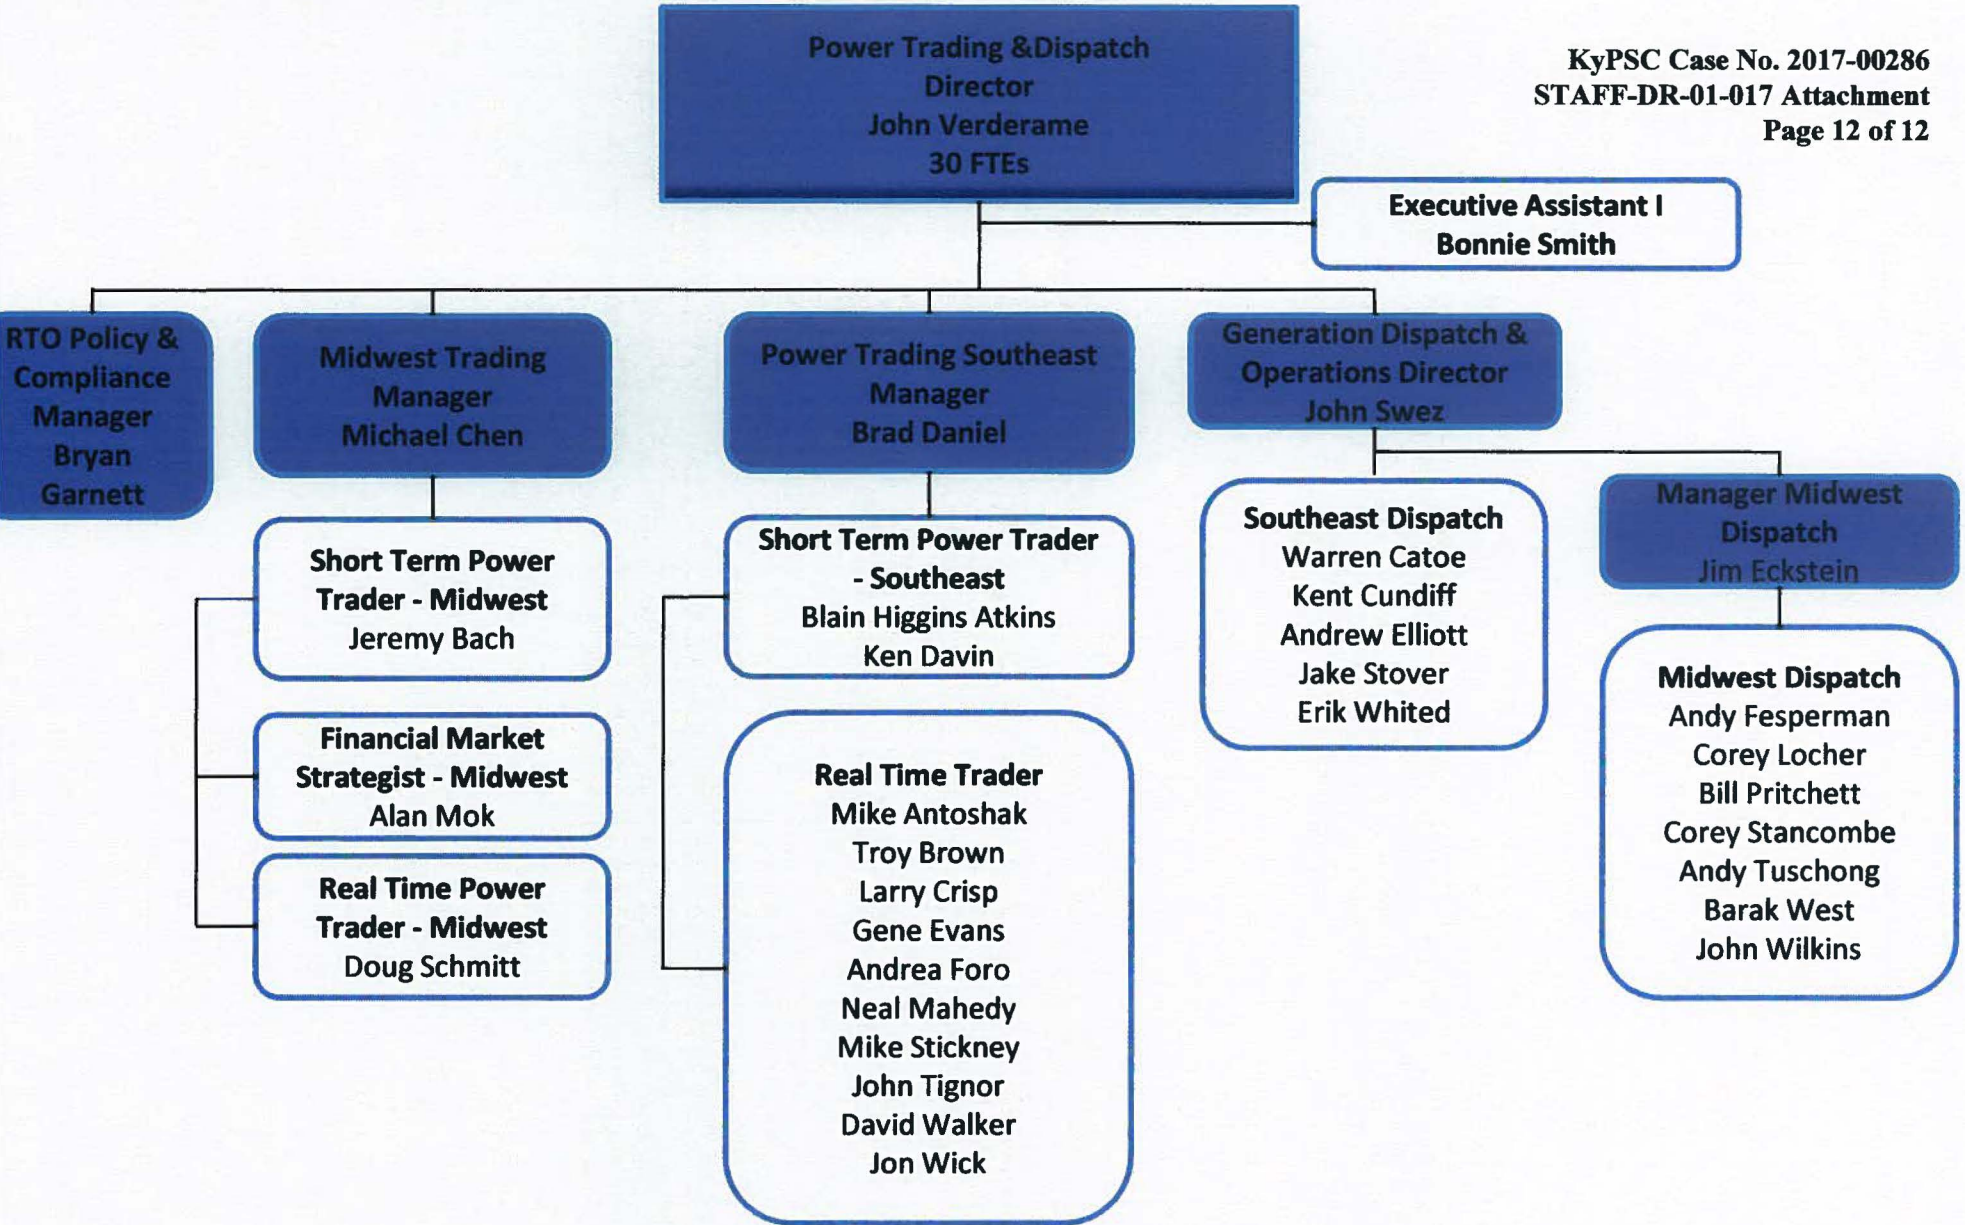 Power Trading &Dispatch
Director
John Verderame
30 FTEs
KyPSC Case No. 2017-00286
STAFF-DR-01-017 Attachment
Page 12 of 12
Executive Assistant I
Bonnie Smith
RTO Policy &
Compliance
Manager
Bryan
Garnett
Midwest Trading
Manager
Michael Chen
Power Trading Southeast
Manager
Brad Daniel
Generation Dispatch &
Operations Director
John Swez
Short Term Power
Trader - Midwest
Jeremy Bach
Financial Market
Strategist - Midwest
Alan Mok
Real Time Power
Trader - Midwest
Doug Schmitt
Short Term Power Trader
- Southeast
Blain Higgins Atkins
Ken Davin
Real Time Trader
Mike Antoshak
Troy Brown
Larry Crisp
Gene Evans
Andrea Foro
Neal Mahedy
Mike Stickney
John Tignor
David Walker
Jon Wick
Southeast Dispatch
Warren Catoe
Kent Cundiff
Andrew Elliott
Jake Stover
Erik Whited
Manager Midwest
Dispatch
Jim Eckstein
Midwest Dispatch
Andy Fesperman
Corey Locher
Bill Pritchett
Corey Stancombe
Andy Tuschong
Barak West
John Wilkins